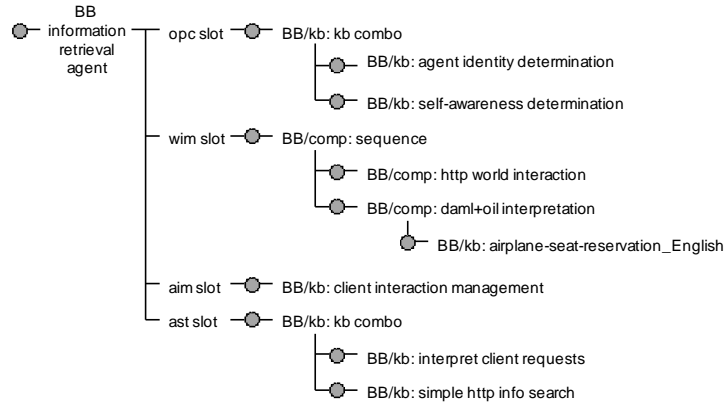 BB
information
retrieval
agent
opc slot
BB/kb: kb combo
BB/kb: agent identity determination
BB/kb: self-awareness determination
wim slot
BB/comp: sequence
BB/comp: http world interaction
BB/comp: daml+oil interpretation
BB/kb: airplane-seat-reservation_English
aim slot
BB/kb: client interaction management
ast slot
BB/kb: kb combo
BB/kb: interpret client requests
BB/kb: simple http info search